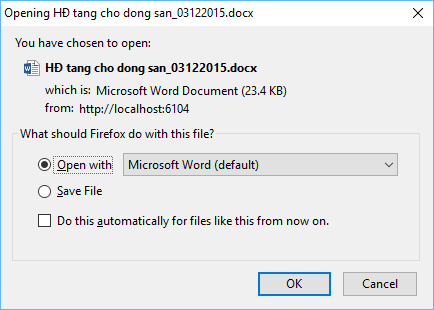 Opening HĐ tang cho dong san_03122015.docx
You have chosen to open:
HĐ tang cho dong san_03122015.docx
which is: Microsoft Word Document (23.4 KB)
from: http://localhost:6104
What should Firefox do with this file?
Open with Microsoft Word (default)
Save File
Do this automatically for files like this from now on.
OK Cancel